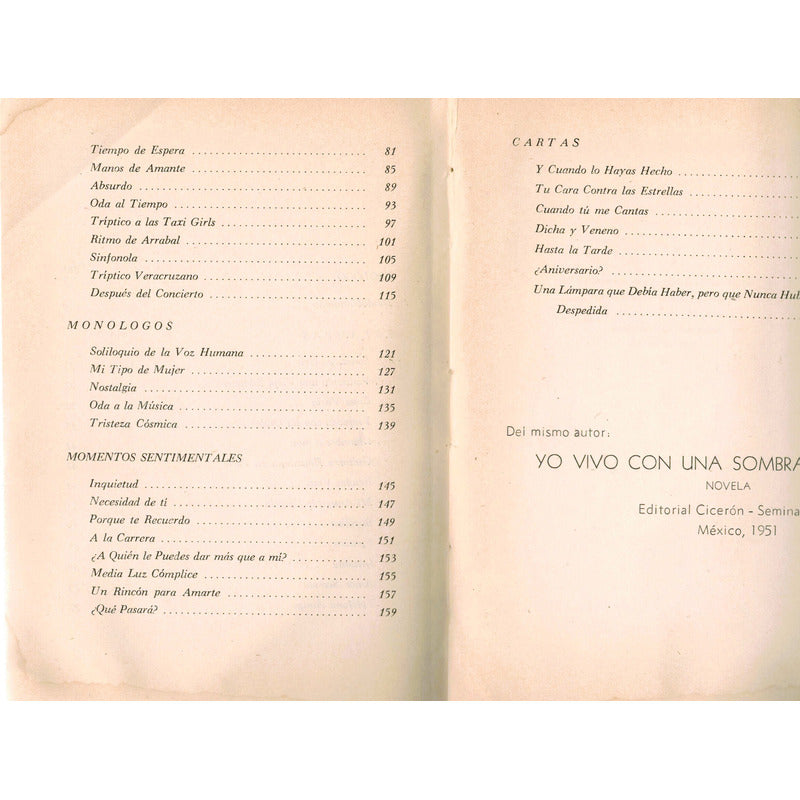 Tiempo de Espera 81
Manos de Amante 85
Absurdo 89
Oda al Tiempo 93
Tríptico a las Taxi Girls 97
Ritmo de Arrabal 101
Sinfonola 105
Tríptico Veracruzano 109
Después del Concierto 115
MONOLOGOS
Soliloquio de la Voz Humana 121
Mi Tipo de Mujer 127
Nostalgia 131
Oda a la Música 135
Tristeza Cósmica 139
MOMENTOS SENTIMENTALES
Inquietud 145
Necesidad de tí 147
Porque te Recuerdo 149
A la Carrera 151
¿A Quién le Puedes dar más que a mí? 153
Media Luz Cómplice 155
Un Rincón para Amarte 157
¿Qué Pasará? 159
CARTAS
Y Cuando lo Hayas Hecho
Tu Cara Contra las Estrellas
Cuando tú me Cantas
Dicha y Veneno
Hasta la Tarde
¿Aniversario?
Una Lámpara que Debía Haber, pero que Nunca Hub
Despedida
Del mismo autor:
YO VIVO CON UNA SOMBRA
NOVELA
Editorial Cicerón - Semina
México, 1951